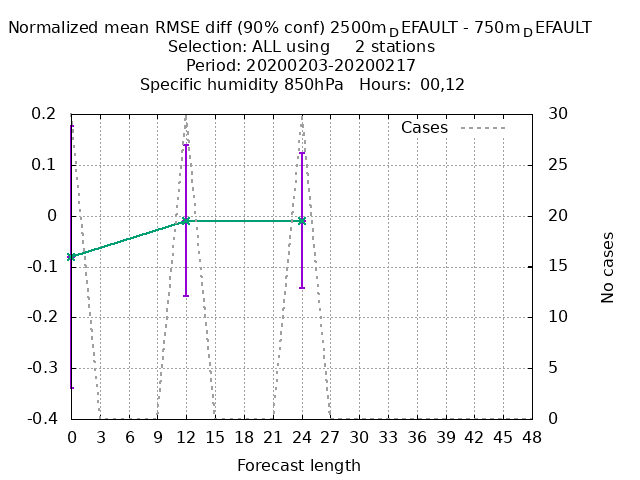 Normalized mean RMSE diff (90% conf) 2500mDEFAULT - 750mDEFAULT
Selection: ALL using 2 stations
Period: 20200203-20200217
Specific humidity 850hPa Hours: 00,12
Cases
0.2
0.1
0
-0.1
-0.2
-0.3
-0.4
30
25
20
15
10
5
0
No cases
0 3 6 9 12 15 18 21 24 27 30 33 36 39 42 45 48
Forecast length